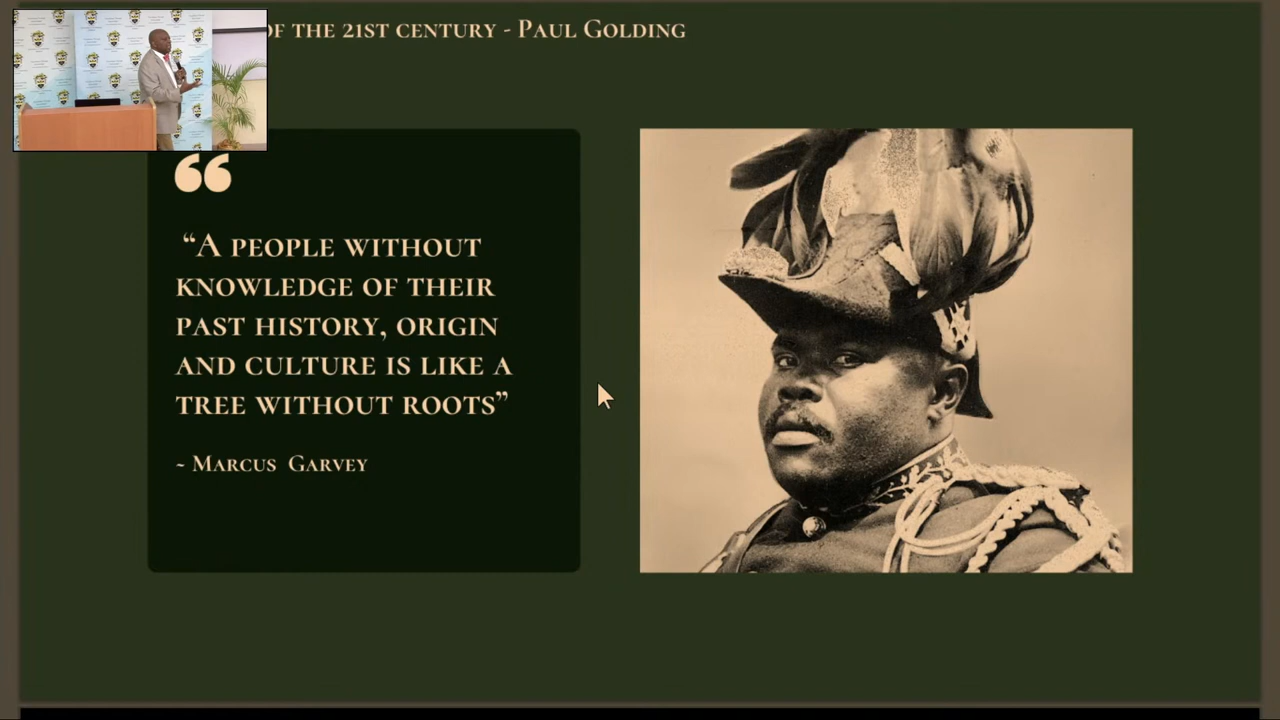 OF THE 21ST CENTURY - PAUL GOLDING
“A PEOPLE WITHOUT
KNOWLEDGE OF THEIR
PAST HISTORY, ORIGIN
AND CULTURE IS LIKE A
TREE WITHOUT ROOTS”
~ MARCUS GARVEY